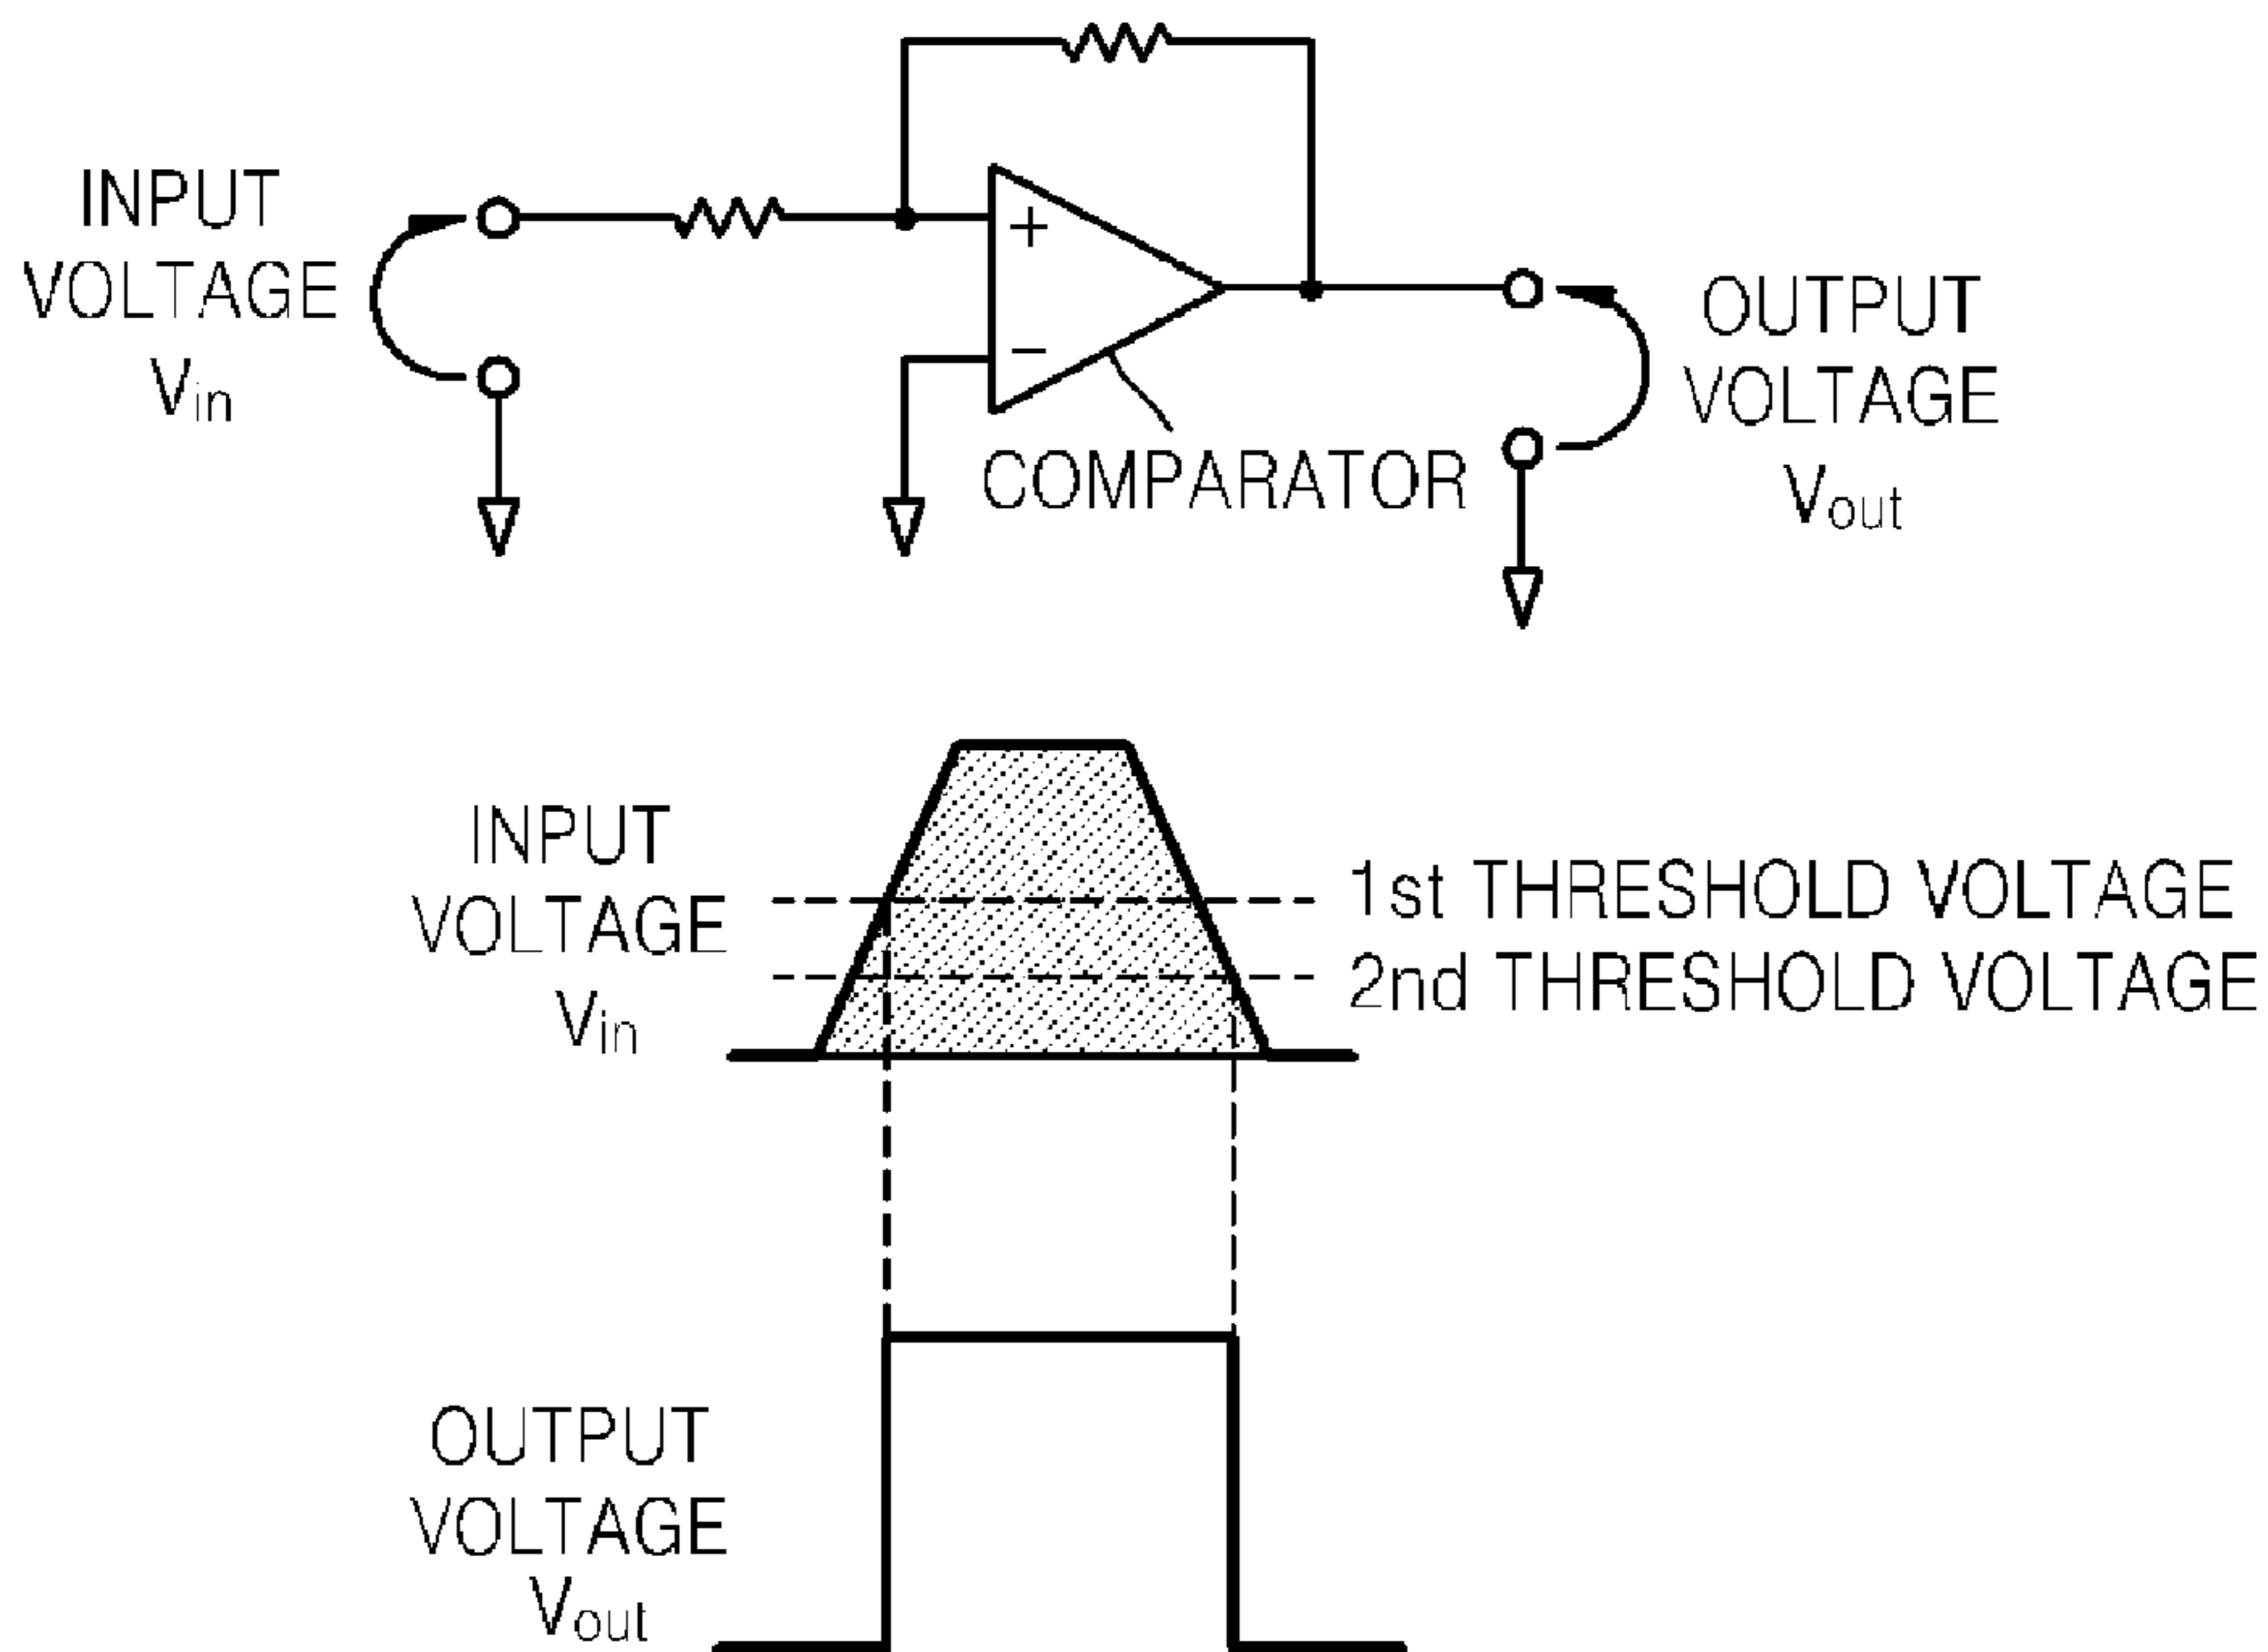 INPUT
VOLTAGE
Vin
+
−
COMPARATOR
OUTPUT
VOLTAGE
Vout
INPUT
VOLTAGE
Vin
1st THRESHOLD VOLTAGE
2nd THRESHOLD VOLTAGE
OUTPUT
VOLTAGE
Vout